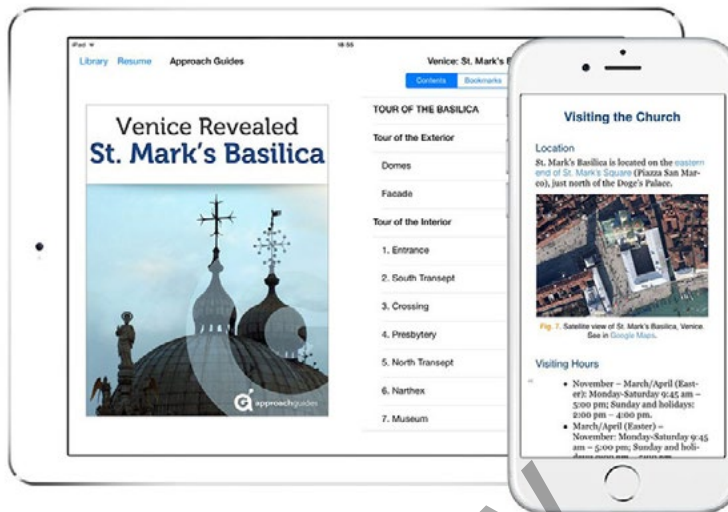 iPad
18:55
Library Resume Approach Guides
Venice: St. Mark's B
Contents Bookmarks
Venice Revealed
St. Mark's Basilica
approachguides
TOUR OF THE BASILICA
Tour of the Exterior
Domes
Facade
Tour of the Interior
1. Entrance
2. South Transept
3. Crossing
4. Presbytery
5. North Transept
6. Narthex
7. Museum
Visiting the Church
Location
St. Mark's Basilica is located on the eastern
end of St. Mark's Square (Piazza San Mar-
co), just north of the Doge's Palace.
Fig. 7. Satellite view of St. Mark's Basilica, Venice.
See in Google Maps.
Visiting Hours
• November – March/April (East-
er): Monday-Saturday 9:45 am –
5:00 pm; Sunday and holidays:
2:00 pm – 4:00 pm.
• March/April (Easter) –
November: Monday-Saturday 9:45
am – 5:00 pm; Sunday and holi-